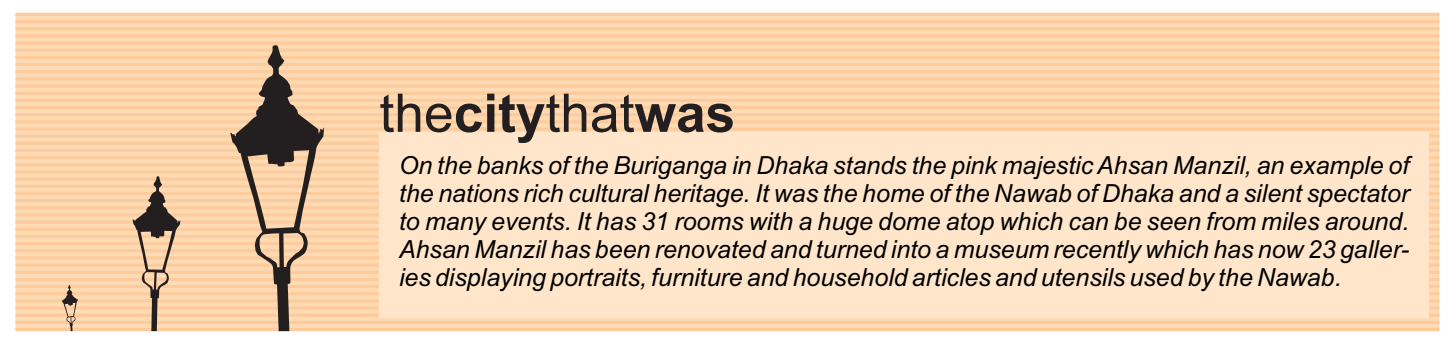 thecitythatwas
On the banks of the Buriganga in Dhaka stands the pink majestic Ahsan Manzil, an example of
the nations rich cultural heritage. It was the home of the Nawab of Dhaka and a silent spectator
to many events. It has 31 rooms with a huge dome atop which can be seen from miles around.
Ahsan Manzil has been renovated and turned into a museum recently which has now 23 galler-
ies displaying portraits, furniture and household articles and utensils used by the Nawab.